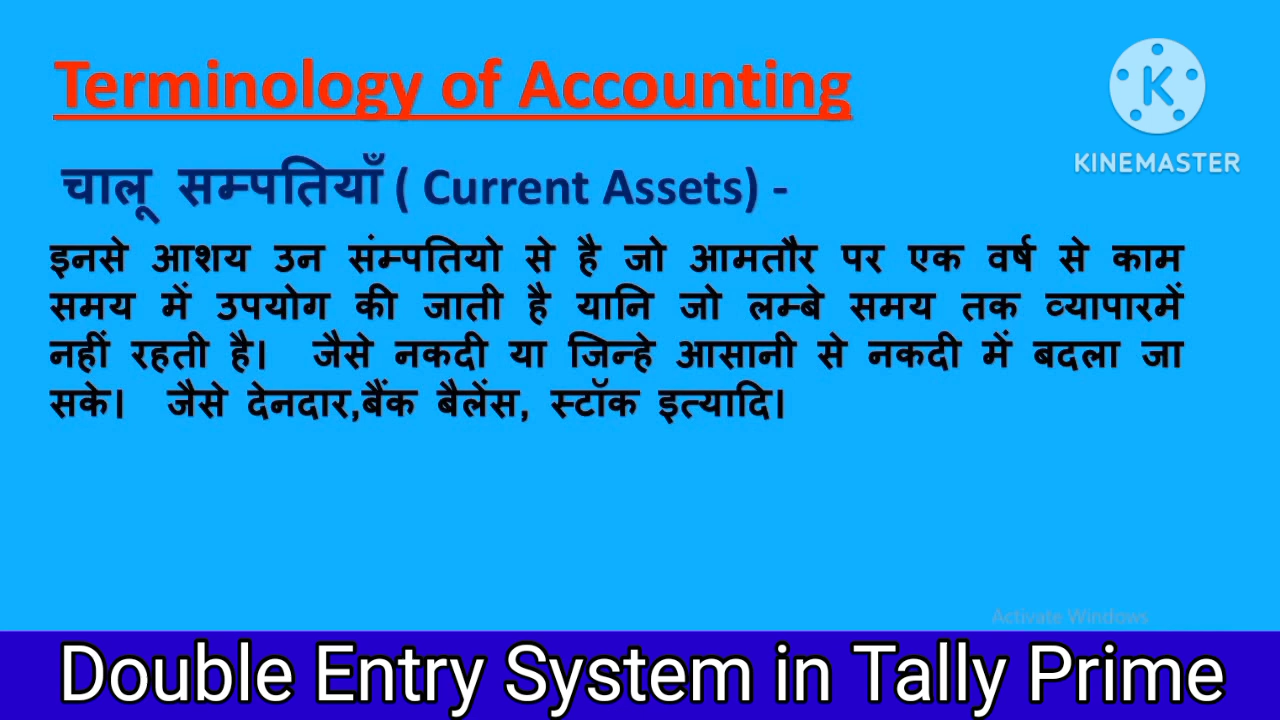 Terminology of Accounting
KINEMASTER
चालू सम्पतियाँ ( Current Assets) -
इनसे आशय उन संम्पतियो से है जो आमतौर पर एक वर्ष से काम
समय में उपयोग की जाती है यानि जो लम्बे समय तक व्यापारमें
नहीं रहती है। जैसे नकदी या जिन्हे आसानी से नकदी में बदला जा
सके। जैसे देनदार,बैंक बैलेंस, स्टॉक इत्यादि।
Activate Windows
Double Entry System in Tally Prime